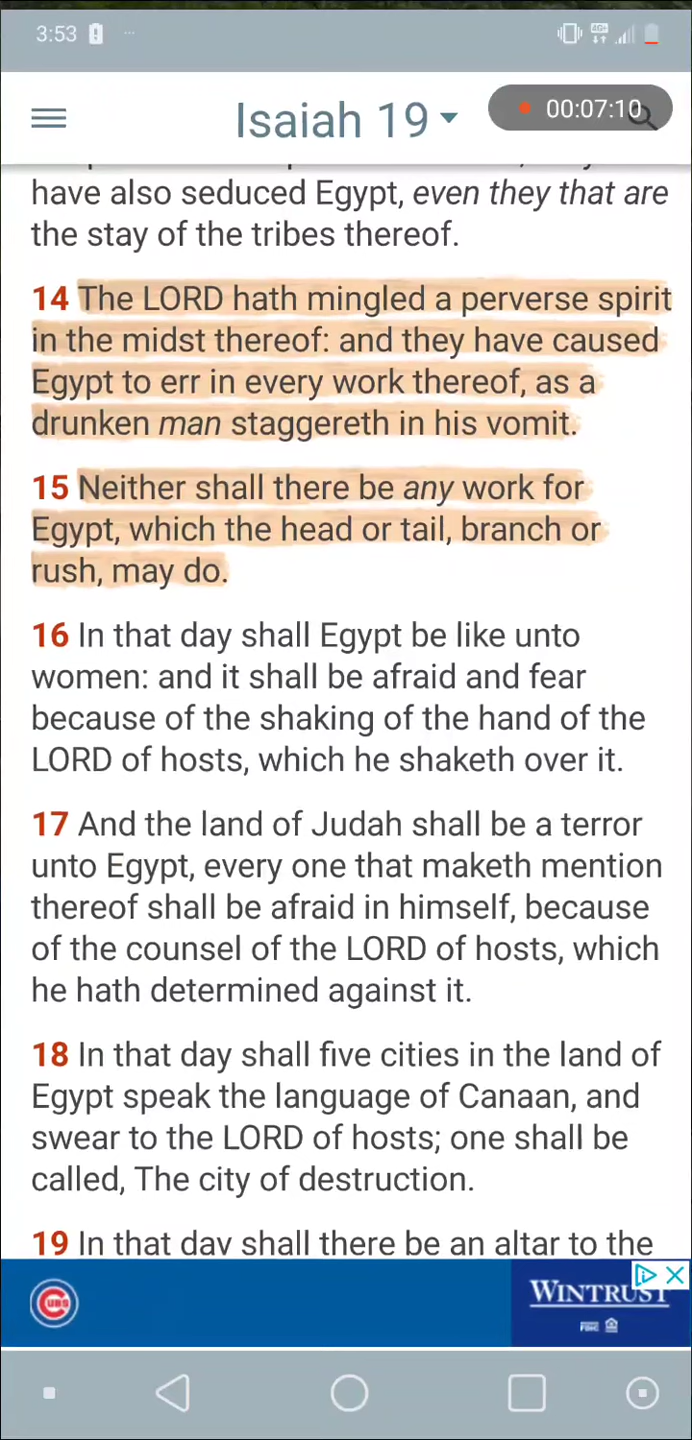 3:53
4G+
Isaiah 19
00:07:10
have also seduced Egypt, even they that are
the stay of the tribes thereof.
14 The LORD hath mingled a perverse spirit
in the midst thereof: and they have caused
Egypt to err in every work thereof, as a
drunken man staggereth in his vomit.
15 Neither shall there be any work for
Egypt, which the head or tail, branch or
rush, may do.
16 In that day shall Egypt be like unto
women: and it shall be afraid and fear
because of the shaking of the hand of the
LORD of hosts, which he shaketh over it.
17 And the land of Judah shall be a terror
unto Egypt, every one that maketh mention
thereof shall be afraid in himself, because
of the counsel of the LORD of hosts, which
he hath determined against it.
18 In that day shall five cities in the land of
Egypt speak the language of Canaan, and
swear to the LORD of hosts; one shall be
called, The city of destruction.
19 In that day shall there be an altar to the
CUBS
WINTRUST
FDIC